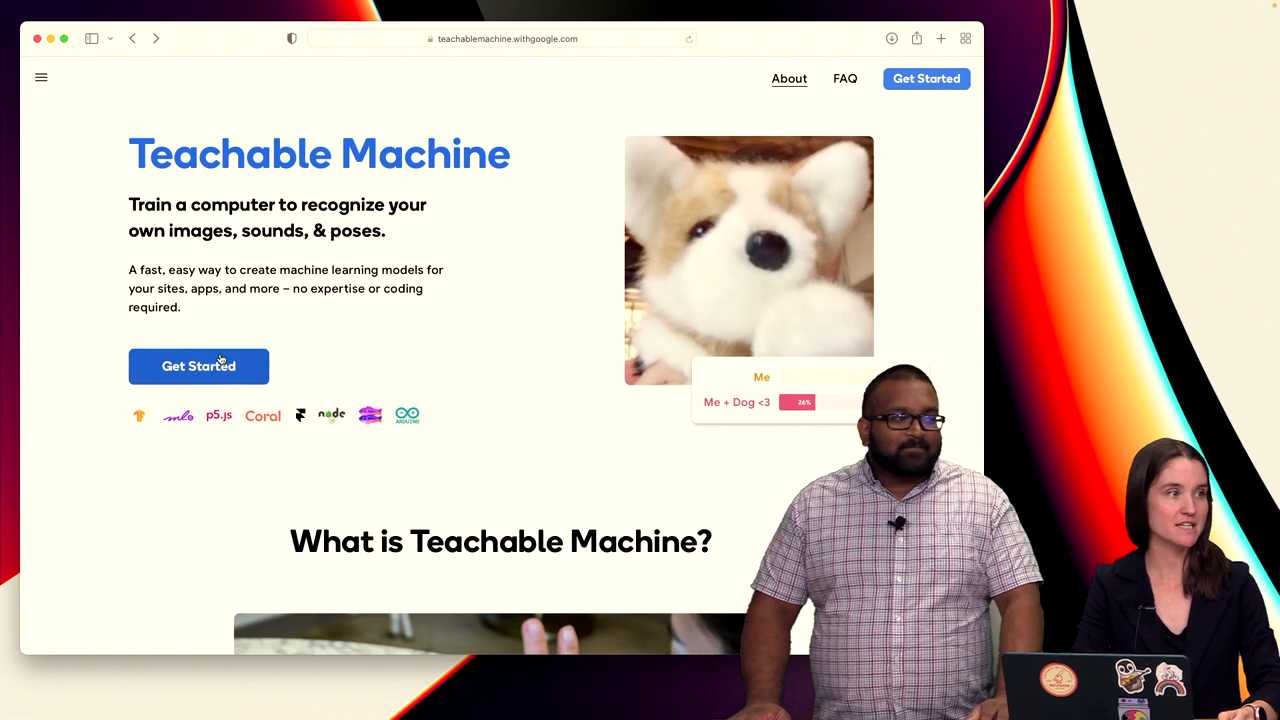 teachablemachine.withgoogle.com
About
FAQ
Get Started
Teachable Machine
Train a computer to recognize your
own images, sounds, & poses.
A fast, easy way to create machine learning models for
your sites, apps, and more – no expertise or coding
required.
Get Started
mlo
p5.js
Coral
node
ARDUINO
Me
Me + Dog <3
26%
What is Teachable Machine?